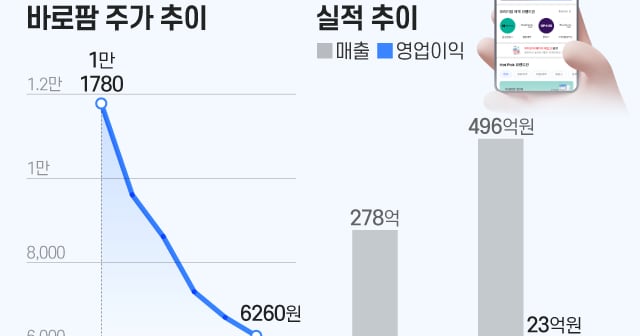 바로팜 주가 추이
1만
1780
1.2만
1만
8,000
6260원
6,000
실적 추이
매출 영업이익
278억
496억원
23억원